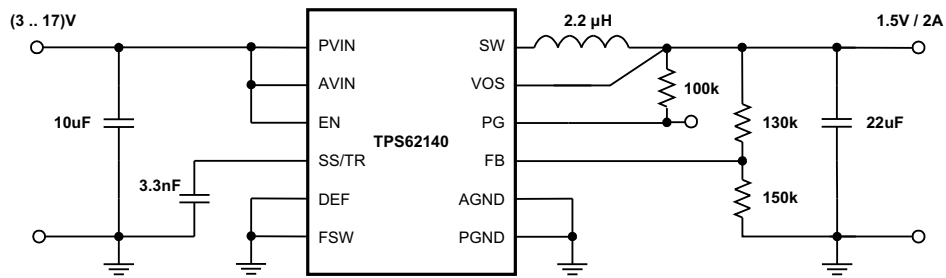 (3 .. 17)V
2.2 µH
1.5V / 2A
PVIN
SW
AVIN
VOS
100k
10uF
EN
PG
TPS62140
130k
22uF
SS/TR
FB
3.3nF
DEF
AGND
150k
FSW
PGND